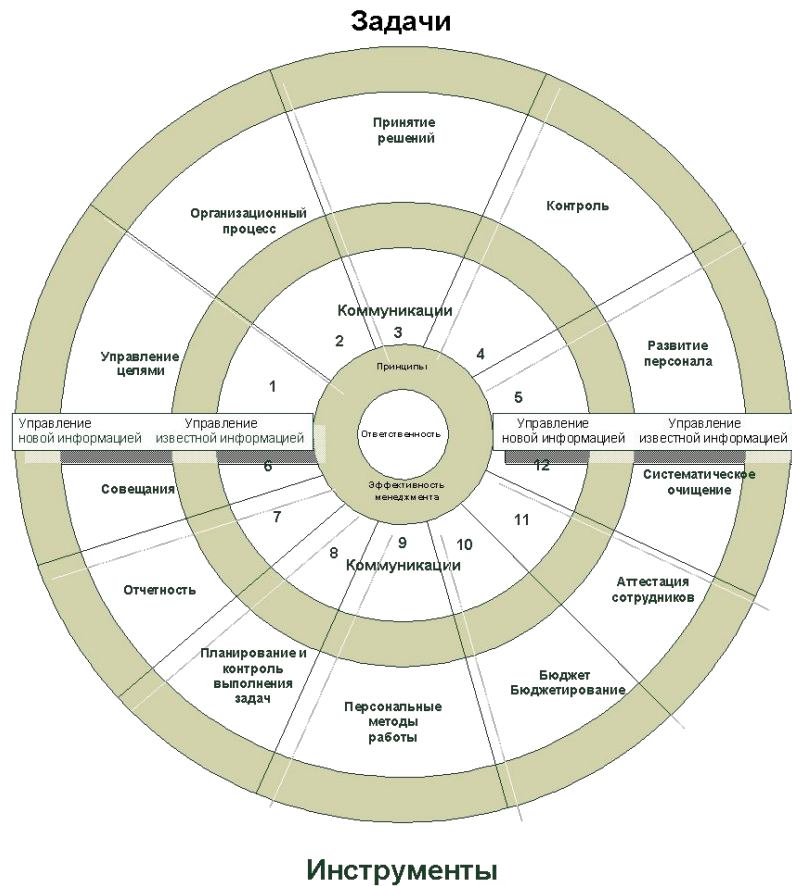 Задачи
Принятие
решений
Организационный
процесс
Контроль
Коммуникации
2
3
4
Управление
целями
Развитие
персонала
Принципы
1
5
Управление
новой информацией
Управление
известной информацией
Ответственность
Управление
новой информацией
Управление
известной информацией
6
12
Совещания
Систематическое
очищение
Эффективность
менеджмента
7
11
8
9
10
Коммуникации
Отчетность
Аттестация
сотрудников
Планирование и
контроль
выполнения
задач
Бюджет
Бюджетирование
Персональные
методы
работы
Инструменты